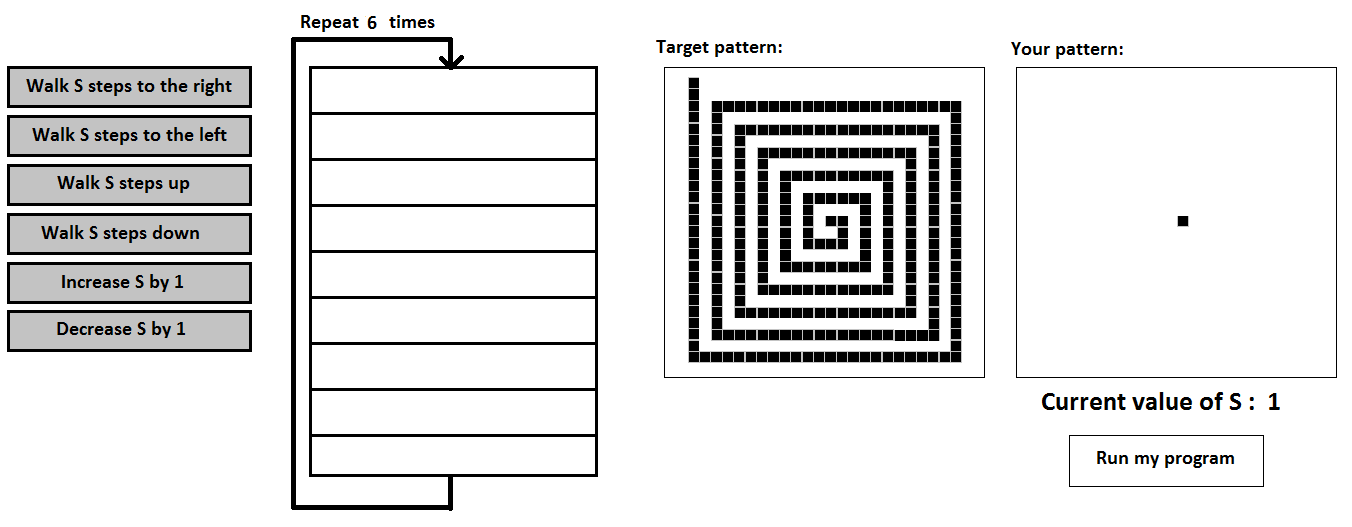 Repeat 6 times
Walk S steps to the right
Walk S steps to the left
Walk S steps up
Walk S steps down
Increase S by 1
Decrease S by 1
Target pattern:
Your pattern:
Current value of S : 1
Run my program